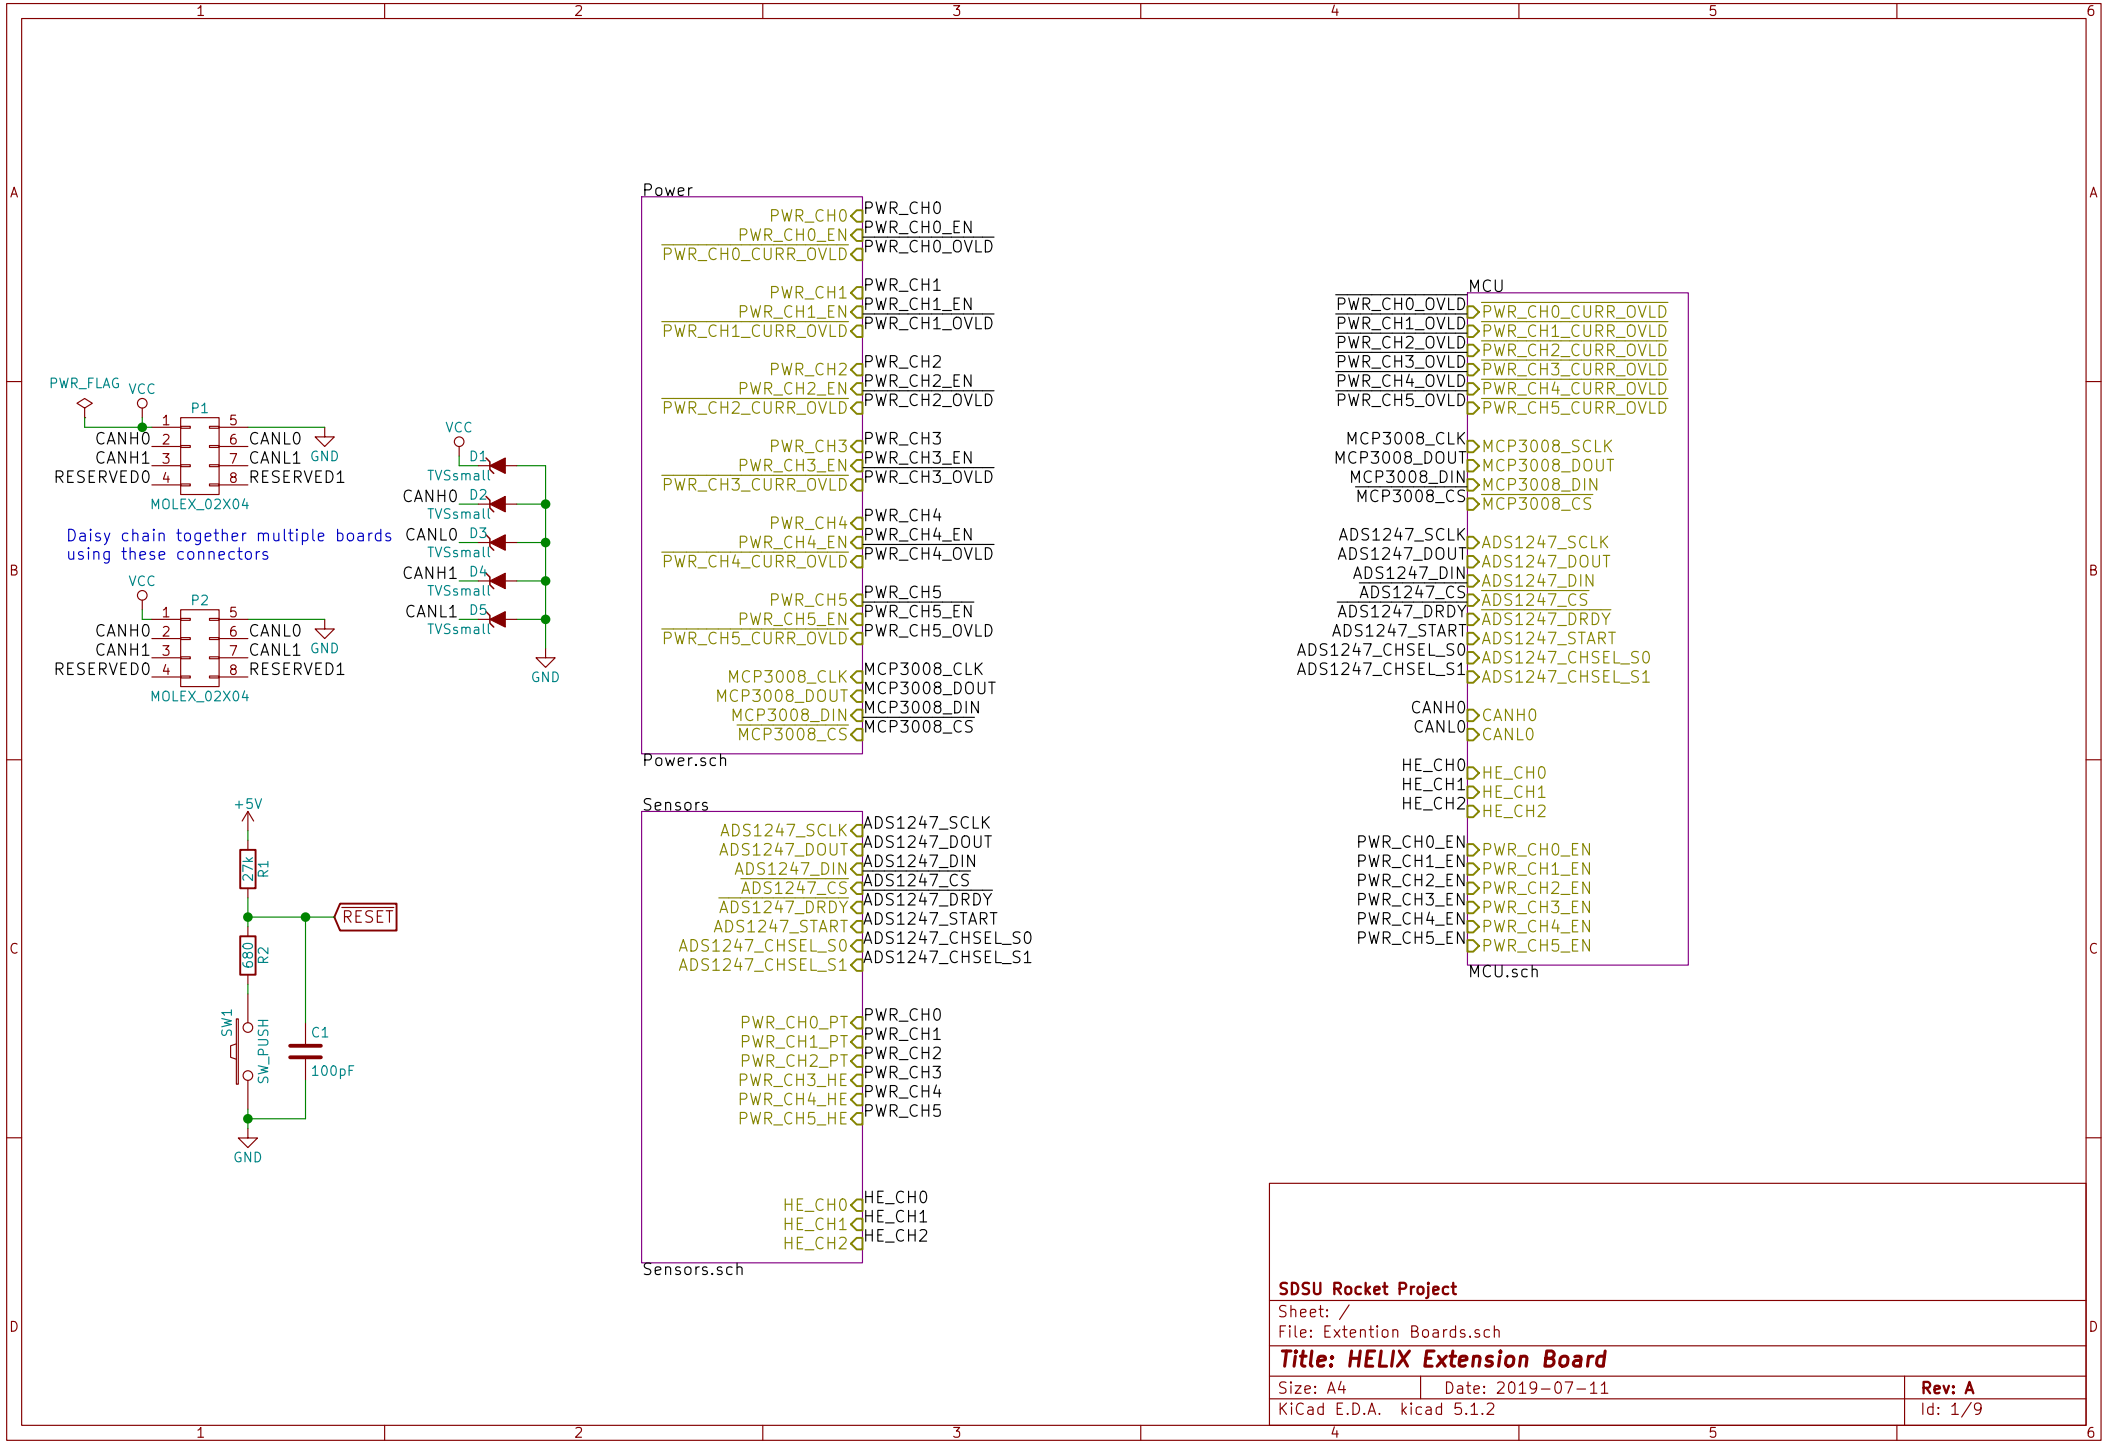 1 2 3 4 5 6
A
B
C
D
A
B
C
D
1 2 3 4 5 6
PWR_FLAG
VCC
P1
1 5
CANH0 2 6 CANL0
CANH1 3 7 CANL1
RESERVED0 4 8 RESERVED1
GND
MOLEX_02X04
Daisy chain together multiple boards
using these connectors
VCC
P2
1 5
CANH0 2 6 CANL0
CANH1 3 7 CANL1
RESERVED0 4 8 RESERVED1
GND
MOLEX_02X04
VCC
D1
TVSsmall
CANH0 D2
TVSsmall
CANL0 D3
TVSsmall
CANH1 D4
TVSsmall
CANL1 D5
TVSsmall
GND
+5V
27k
R1
RESET
680
R2
SW1
SW_PUSH
C1
100pF
GND
Power
PWR_CH0 PWR_CH0
PWR_CH0_EN PWR_CH0_EN
PWR_CH0_CURR_OVLD PWR_CH0_OVLD
PWR_CH1 PWR_CH1
PWR_CH1_EN PWR_CH1_EN
PWR_CH1_CURR_OVLD PWR_CH1_OVLD
PWR_CH2 PWR_CH2
PWR_CH2_EN PWR_CH2_EN
PWR_CH2_CURR_OVLD PWR_CH2_OVLD
PWR_CH3 PWR_CH3
PWR_CH3_EN PWR_CH3_EN
PWR_CH3_CURR_OVLD PWR_CH3_OVLD
PWR_CH4 PWR_CH4
PWR_CH4_EN PWR_CH4_EN
PWR_CH4_CURR_OVLD PWR_CH4_OVLD
PWR_CH5 PWR_CH5
PWR_CH5_EN PWR_CH5_EN
PWR_CH5_CURR_OVLD PWR_CH5_OVLD
MCP3008_CLK MCP3008_CLK
MCP3008_DOUT MCP3008_DOUT
MCP3008_DIN MCP3008_DIN
MCP3008_CS MCP3008_CS
Power.sch
Sensors
ADS1247_SCLK ADS1247_SCLK
ADS1247_DOUT ADS1247_DOUT
ADS1247_DIN ADS1247_DIN
ADS1247_CS ADS1247_CS
ADS1247_DRDY ADS1247_DRDY
ADS1247_START ADS1247_START
ADS1247_CHSEL_S0 ADS1247_CHSEL_S0
ADS1247_CHSEL_S1 ADS1247_CHSEL_S1
PWR_CH0_PT PWR_CH0
PWR_CH1_PT PWR_CH1
PWR_CH2_PT PWR_CH2
PWR_CH3_HE PWR_CH3
PWR_CH4_HE PWR_CH4
PWR_CH5_HE PWR_CH5
HE_CH0 HE_CH0
HE_CH1 HE_CH1
HE_CH2 HE_CH2
Sensors.sch
MCU
PWR_CH0_OVLD PWR_CH0_CURR_OVLD
PWR_CH1_OVLD PWR_CH1_CURR_OVLD
PWR_CH2_OVLD PWR_CH2_CURR_OVLD
PWR_CH3_OVLD PWR_CH3_CURR_OVLD
PWR_CH4_OVLD PWR_CH4_CURR_OVLD
PWR_CH5_OVLD PWR_CH5_CURR_OVLD
MCP3008_CLK MCP3008_SCLK
MCP3008_DOUT MCP3008_DOUT
MCP3008_DIN MCP3008_DIN
MCP3008_CS MCP3008_CS
ADS1247_SCLK ADS1247_SCLK
ADS1247_DOUT ADS1247_DOUT
ADS1247_DIN ADS1247_DIN
ADS1247_CS ADS1247_CS
ADS1247_DRDY ADS1247_DRDY
ADS1247_START ADS1247_START
ADS1247_CHSEL_S0 ADS1247_CHSEL_S0
ADS1247_CHSEL_S1 ADS1247_CHSEL_S1
CANH0 CANH0
CANL0 CANL0
HE_CH0 HE_CH0
HE_CH1 HE_CH1
HE_CH2 HE_CH2
PWR_CH0_EN PWR_CH0_EN
PWR_CH1_EN PWR_CH1_EN
PWR_CH2_EN PWR_CH2_EN
PWR_CH3_EN PWR_CH3_EN
PWR_CH4_EN PWR_CH4_EN
PWR_CH5_EN PWR_CH5_EN
MCU.sch
SDSU Rocket Project
Sheet: /
File: Extention Boards.sch
Title: HELIX Extension Board
Size: A4 Date: 2019-07-11 Rev: A
KiCad E.D.A. kicad 5.1.2 Id: 1/9